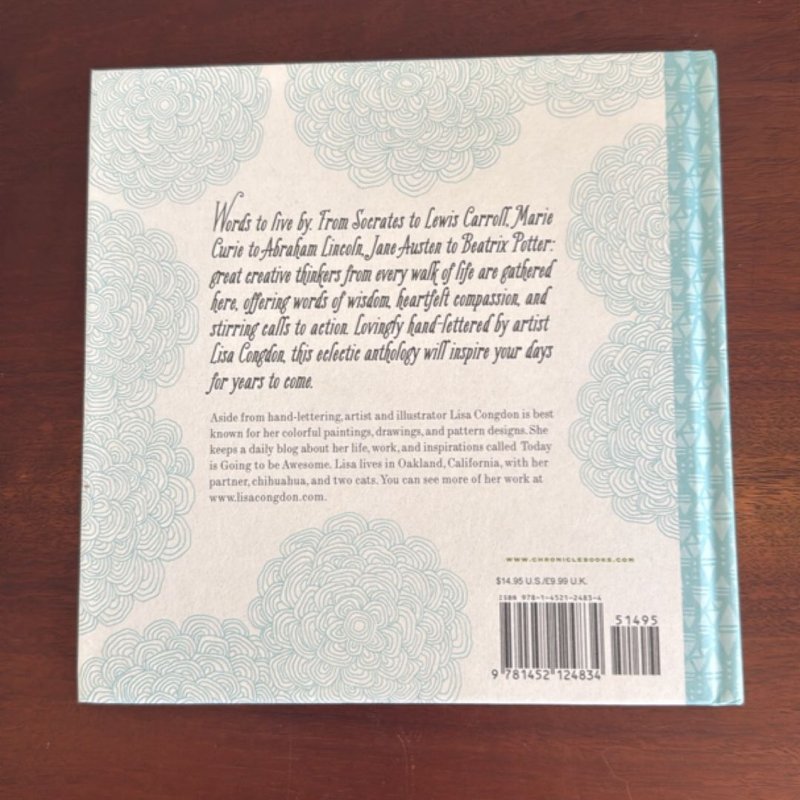 Words to live by. From Socrates to Lewis Carroll, Marie
Curie to Abraham Lincoln, Jane Austen to Beatrix Potter:
great creative thinkers from every walk of life are gathered
here, offering words of wisdom, heartfelt compassion, and
stirring calls to action. Lovingly hand-lettered by artist
Lisa Congdon, this eclectic anthology will inspire your days
for years to come.
Aside from hand-lettering, artist and illustrator Lisa Congdon is best
known for her colorful paintings, drawings, and pattern designs. She
keeps a daily blog about her life, work, and inspirations called Today
is Going to be Awesome. Lisa lives in Oakland, California, with her
partner, chihuahua, and two cats. You can see more of her work at
www.lisacongdon.com.
WWW.CHRONICLEBOOKS.COM
$14.95 U.S./£9.99 U.K.
ISBN 978-1-4521-2483-4
51495
9 781452 124834